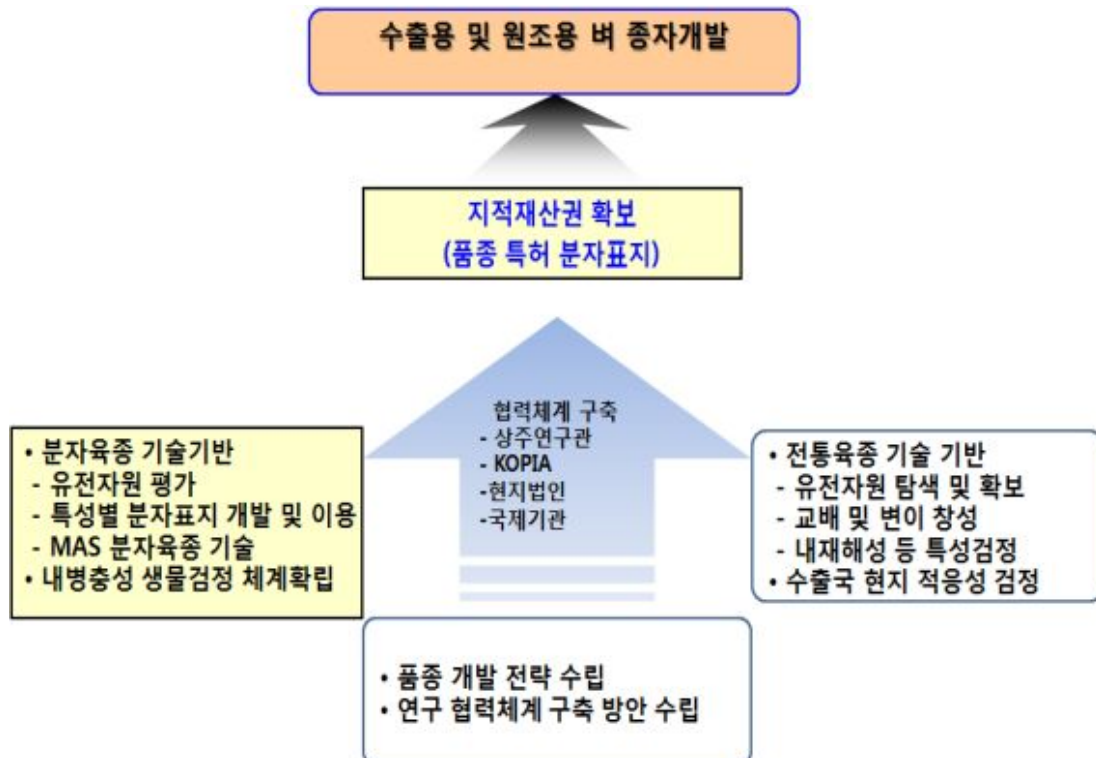 수출용 및 원조용 벼 종자개발
지적재산권 확보
(품종 특허 분자표지)
협력체계 구축
- 상주연구관
- KOPIA
-현지법인
-국제기관
• 분자육종 기술기반
- 유전자원 평가
- 특성별 분자표지 개발 및 이용
- MAS 분자육종 기술
• 내병충성 생물검정 체계확립
• 전통육종 기술 기반
- 유전자원 탐색 및 확보
- 교배 및 변이 창성
- 내재해성 등 특성검정
• 수출국 현지 적응성 검정
• 품종 개발 전략 수립
• 연구 협력체계 구축 방안 수립